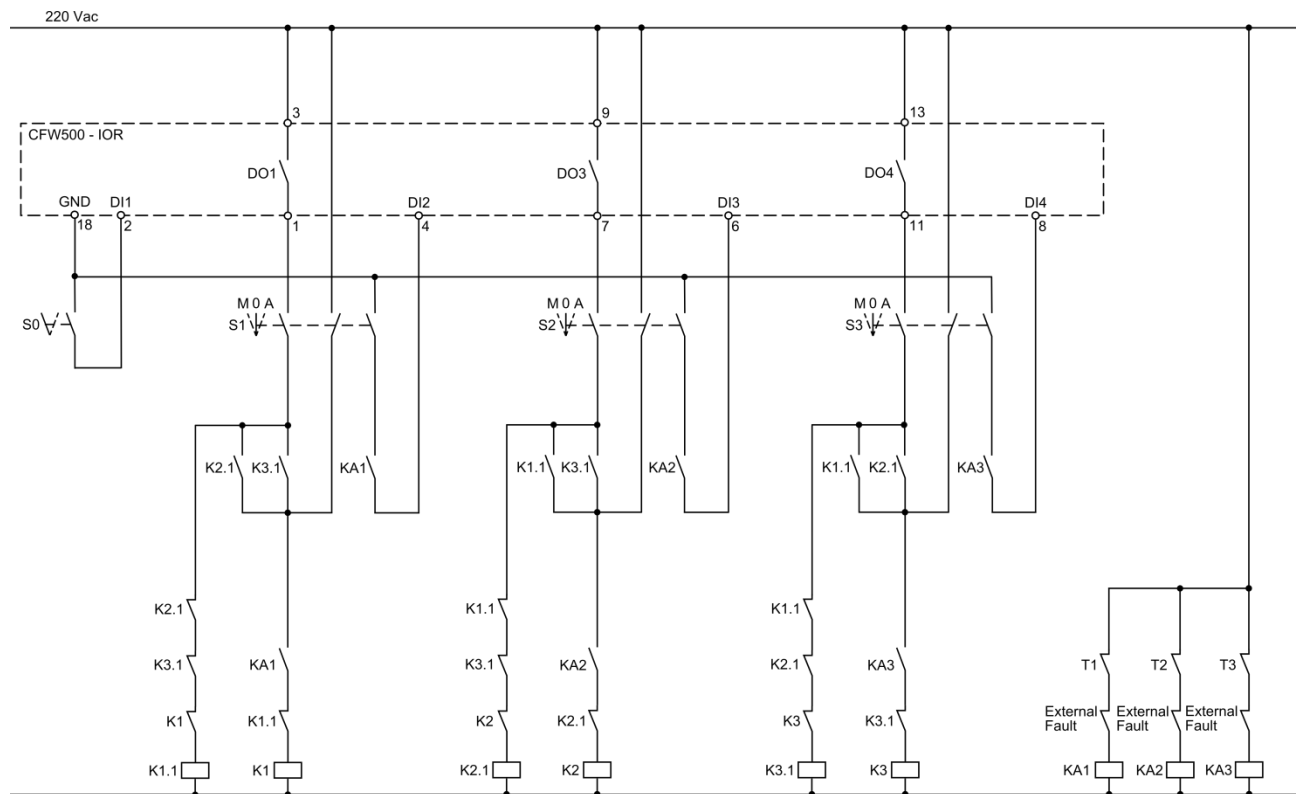 220 Vac
3 9 13
CFW500 - IOR
DO1 DO3 DO4
GND DI1 DI2 DI3 DI4
18 2 1 4 7 6 11 8
M 0 A M 0 A M 0 A
S0 S1 S2 S3
K2.1 K3.1 KA1 K1.1 K3.1 KA2 K1.1 K2.1 KA3
K2.1 K1.1 K1.1
K3.1 KA1 K3.1 KA2 K2.1 KA3 T1 T2 T3
External External External
Fault Fault Fault
K1 K1.1 K2 K2.1 K3 K3.1
K1.1 K1 K2.1 K2 K3.1 K3 KA1 KA2 KA3